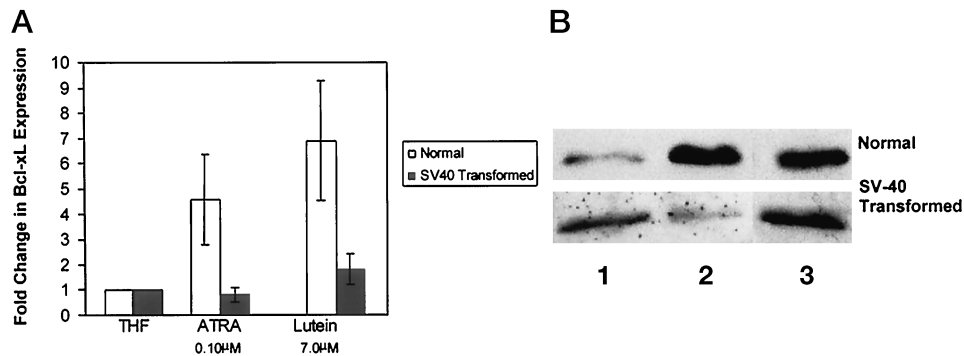 A
Fold Change in Bcl-xL Expression
10
9
8
7
6
5
4
3
2
1
0
THF
ATRA
Lutein
0.10µM
7.0µM
Normal
SV40 Transformed
B
Normal
SV-40
Transformed
1 2 3